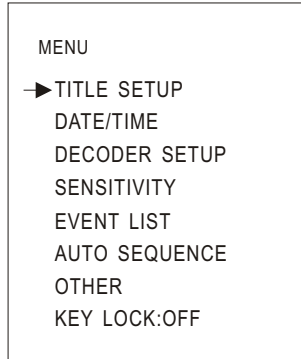 MENU
TITLE SETUP
DATE/TIME
DECODER SETUP
SENSITIVITY
EVENT LIST
AUTO SEQUENCE
OTHER
KEY LOCK:OFF